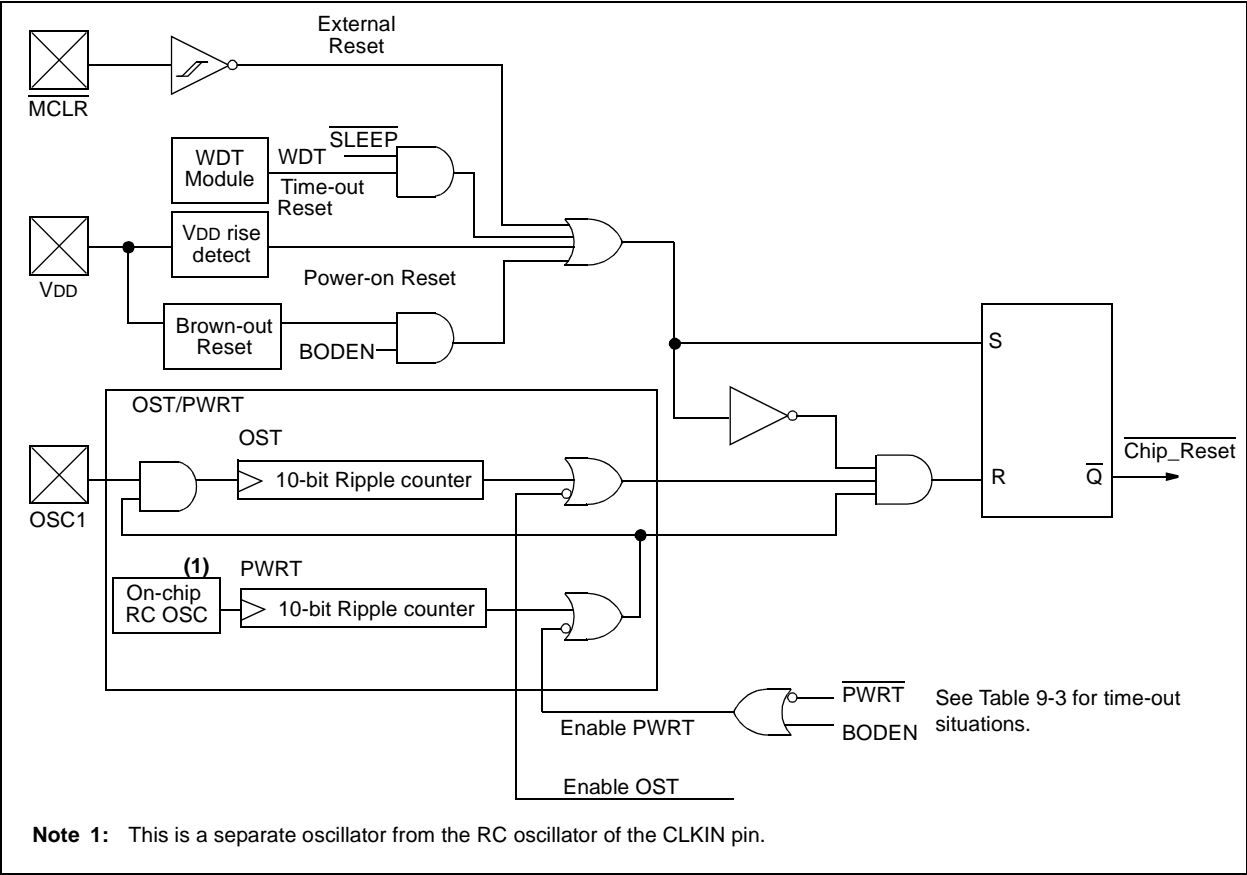 External
Reset
MCLR
SLEEP
WDT
Module
WDT
Time-out
Reset
VDD rise
detect
VDD
Power-on Reset
Brown-out
Reset
BODEN
S
OST/PWRT
OST
10-bit Ripple counter
OSC1
R
Q
Chip_Reset
(1)
PWRT
On-chip
RC OSC
10-bit Ripple counter
PWRT
BODEN
See Table 9-3 for time-out
situations.
Enable PWRT
Enable OST
Note 1: This is a separate oscillator from the RC oscillator of the CLKIN pin.